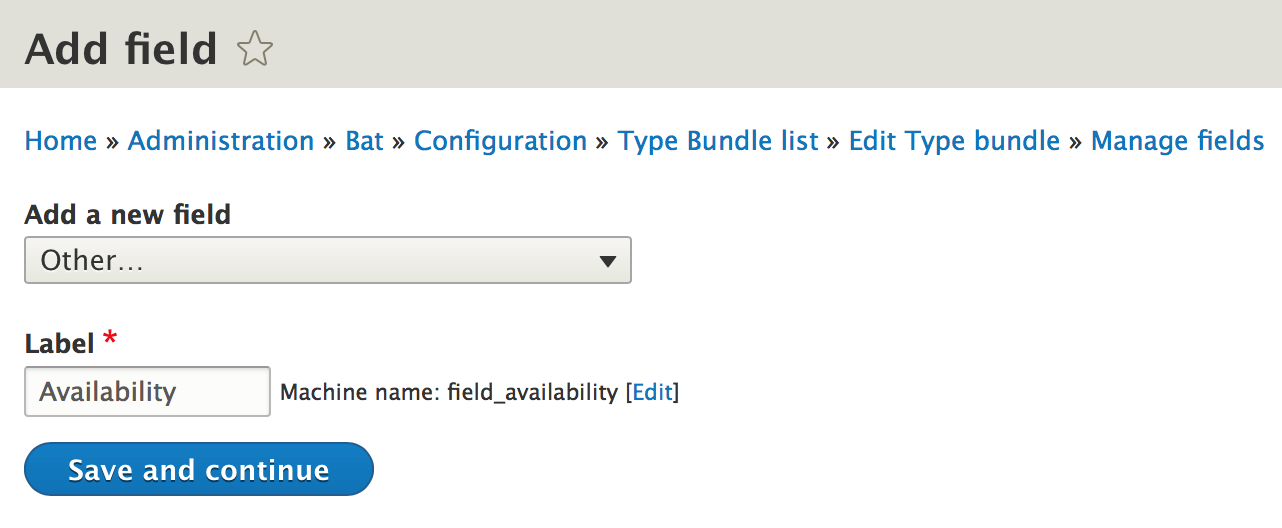 Add field
Home » Administration » Bat » Configuration » Type Bundle list » Edit Type bundle » Manage fields
Add a new field
Other…
Label *
Availability Machine name: field_availability [Edit]
Save and continue